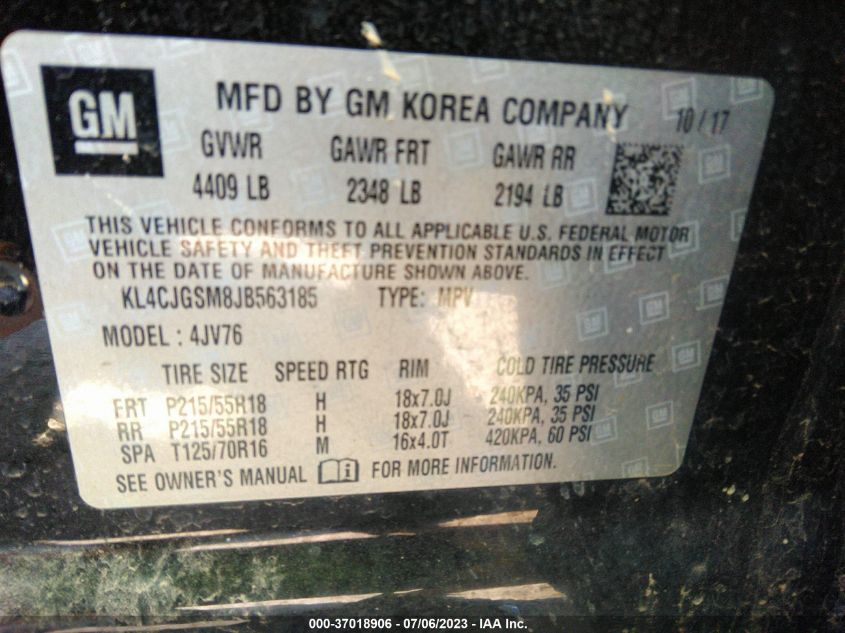 GM MFD BY GM KOREA COMPANY 10/17
GVWR GAWR FRT GAWR RR
4409 LB 2348 LB 2194 LB
THIS VEHICLE CONFORMS TO ALL APPLICABLE U.S. FEDERAL MOTOR
VEHICLE SAFETY AND THEFT PREVENTION STANDARDS IN EFFECT
ON THE DATE OF MANUFACTURE SHOWN ABOVE.
KL4CJGSM8JB563185 TYPE: MPV
MODEL : 4JV76
TIRE SIZE SPEED RTG RIM COLD TIRE PRESSURE
FRT P215/55R18 H 18x7.0J 240KPA, 35 PSI
RR P215/55R18 H 18x7.0J 240KPA, 35 PSI
SPA T125/70R16 M 16x4.0T 420KPA, 60 PSI
SEE OWNER'S MANUAL FOR MORE INFORMATION.
000-37018906 - 07/06/2023 - IAA Inc.